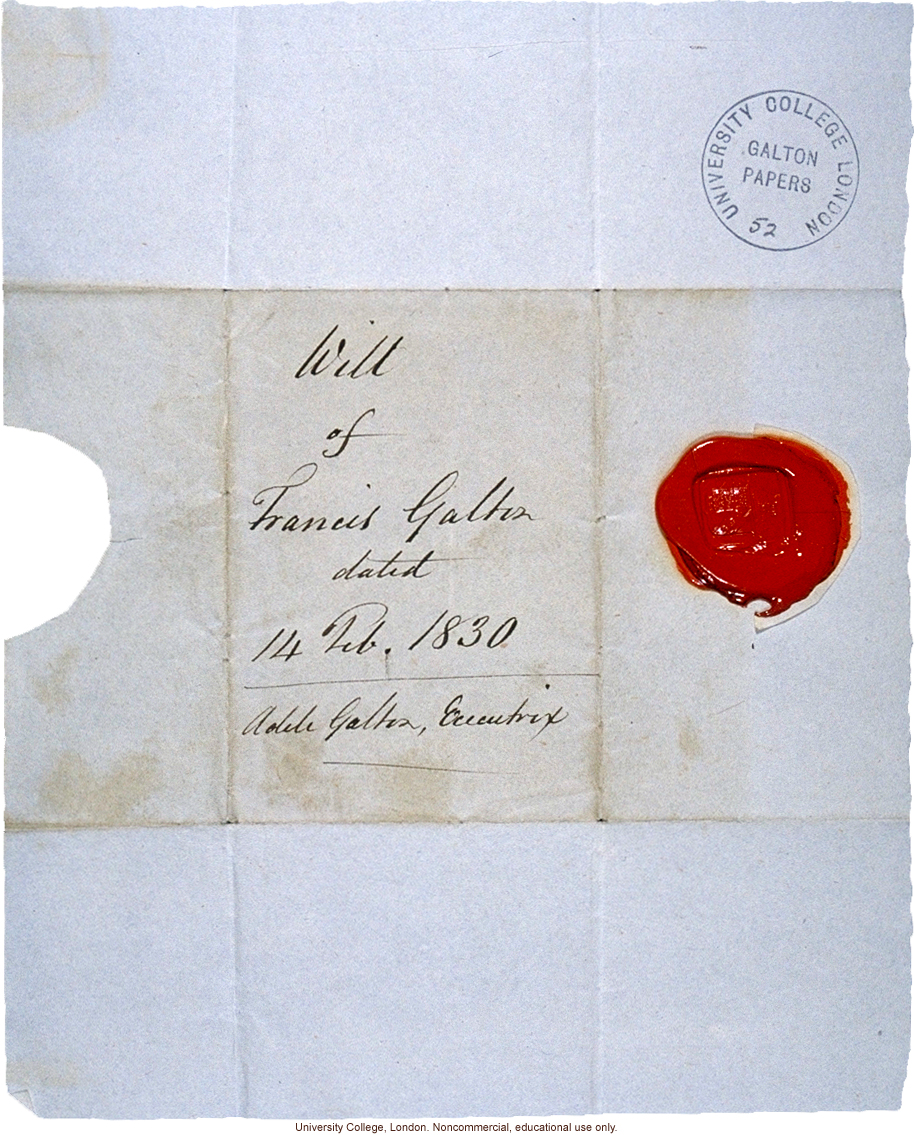 UNIVERSITY COLLEGE LONDON
GALTON
PAPERS
52
Will
of
Francis Galton
dated
14 Feb. 1830
Adele Galton, Executrix
University College, London. Noncommercial, educational use only.